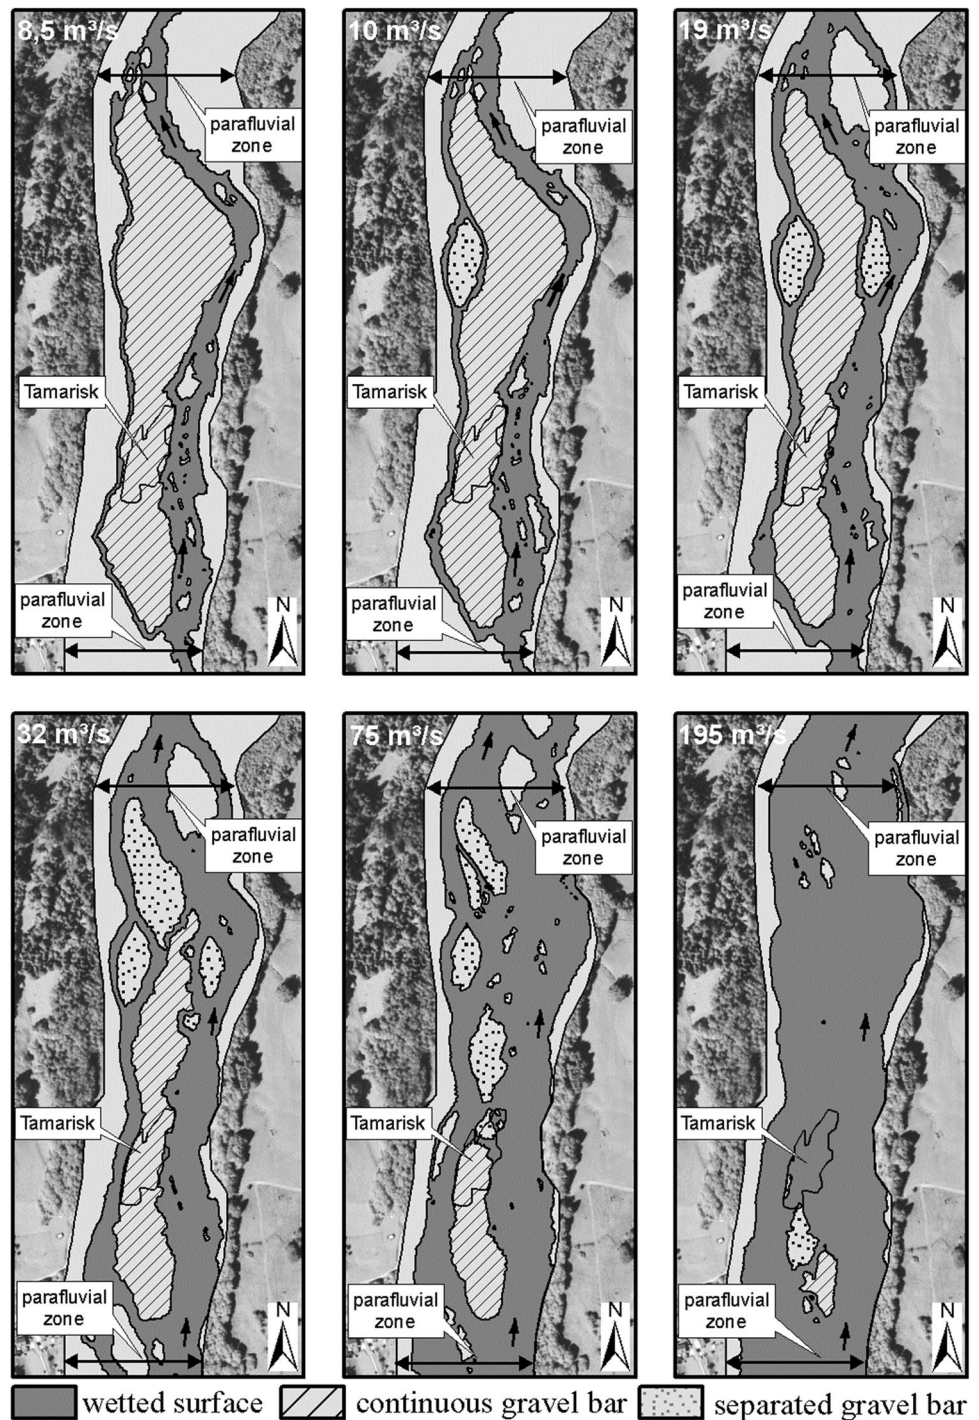 8,5 m³/s
10 m³/s
19 m³/s
parafluvial
zone
parafluvial
zone
parafluvial
zone
Tamarisk
Tamarisk
Tamarisk
parafluvial
zone
parafluvial
zone
parafluvial
zone
N
N
N
32 m³/s
75 m³/s
195 m³/s
parafluvial
zone
parafluvial
zone
parafluvial
zone
Tamarisk
Tamarisk
Tamarisk
parafluvial
zone
parafluvial
zone
parafluvial
zone
N
N
N
wetted surface
continuous gravel bar
separated gravel bar